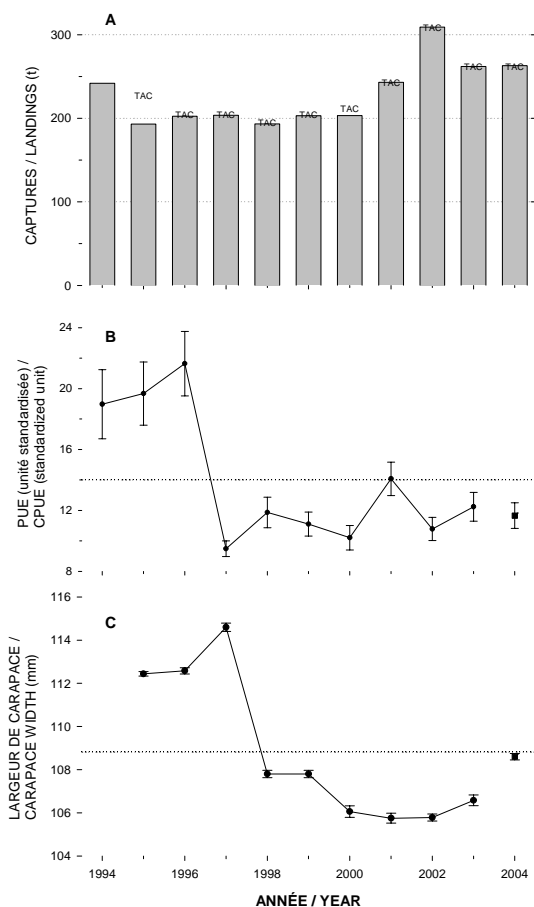 A
CAPTURES / LANDINGS (t)
300
200
100
0
TAC
TAC
TAC
TAC
TAC
TAC
TAC
TAC
TAC
TAC
B
PUE (unité standardisée) /
CPUE (standardized unit)
24
20
16
12
8
C
LARGEUR DE CARAPACE /
CARAPACE WIDTH (mm)
116
114
112
110
108
106
104
1994 1996 1998 2000 2002 2004
ANNÉE / YEAR